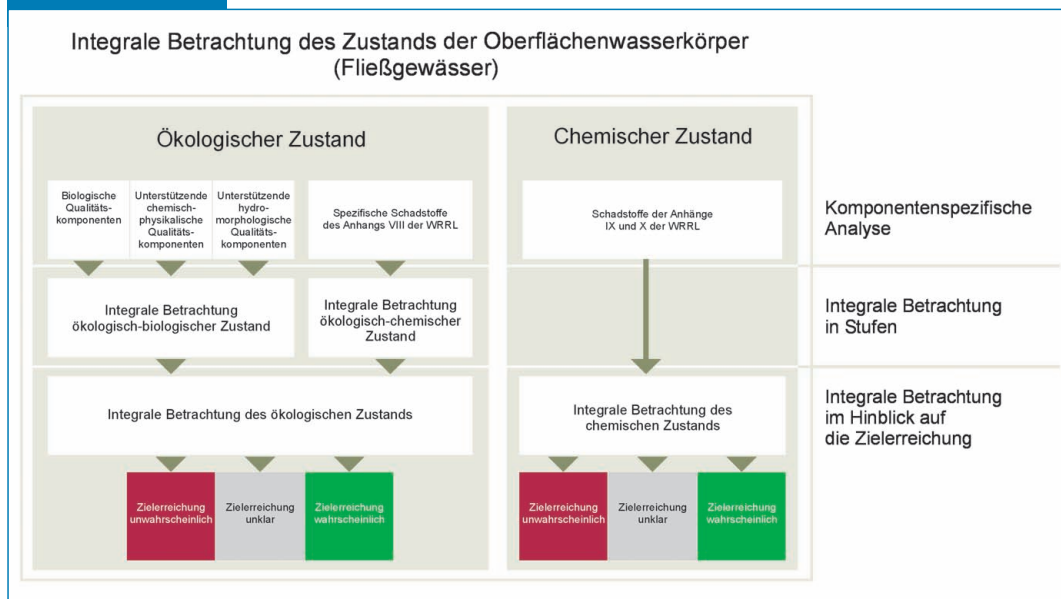 Integrale Betrachtung des Zustands der Oberflächenwasserkörper
(Fließgewässer)
Ökologischer Zustand
Chemischer Zustand
Biologische
Qualitäts-
komponenten
Unterstützende
chemisch-
physikalische
Qualitäts-
komponenten
Unterstützende
hydro-
morphologische
Qualitäts-
komponenten
Spezifische Schadstoffe
des Anhangs VIII der WRRL
Schadstoffe der Anhänge
IX und X der WRRL
Komponentenspezifische
Analyse
Integrale Betrachtung
ökologisch-biologischer Zustand
Integrale Betrachtung
ökologisch-chemischer
Zustand
Integrale Betrachtung
in Stufen
Integrale Betrachtung des ökologischen Zustands
Integrale Betrachtung des
chemischen Zustands
Integrale Betrachtung
im Hinblick auf
die Zielerreichung
Zielerreichung
unwahrscheinlich
Zielerreichung
unklar
Zielerreichung
wahrscheinlich
Zielerreichung
unwahrscheinlich
Zielerreichung
unklar
Zielerreichung
wahrscheinlich